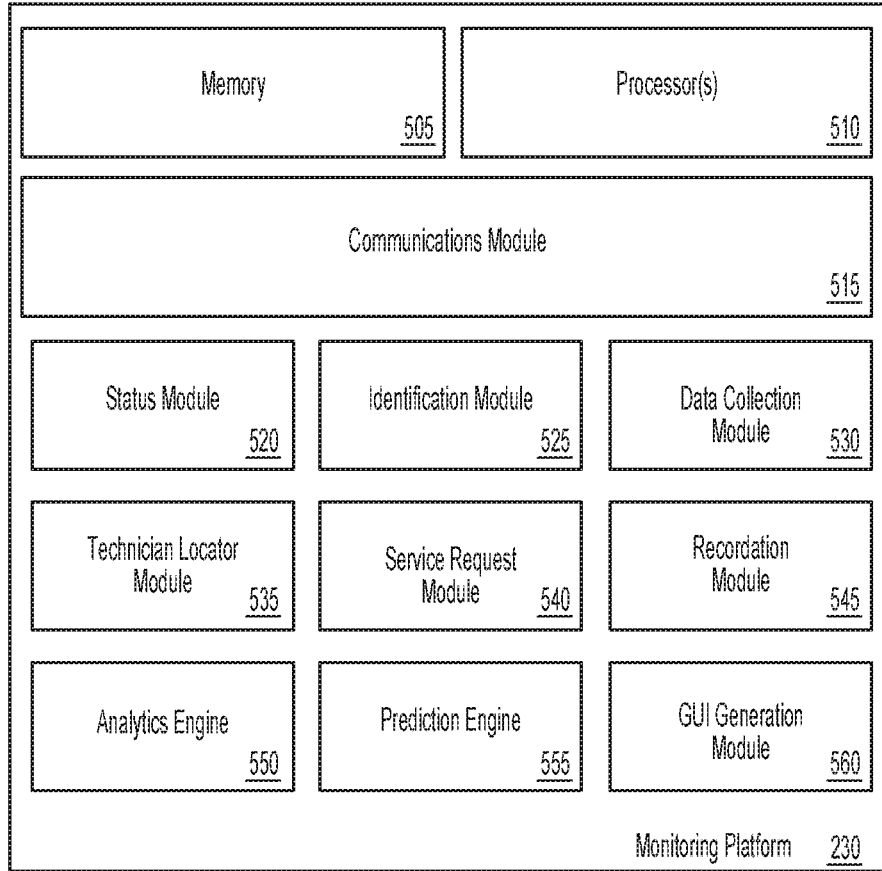 Memory
505
Processor(s)
510
Communications Module
515
Status Module
520
Identification Module
525
Data Collection
Module
530
Technician Locator
Module
535
Service Request
Module
540
Recordation
Module
545
Analytics Engine
550
Prediction Engine
555
GUI Generation
Module
560
Monitoring Platform 230